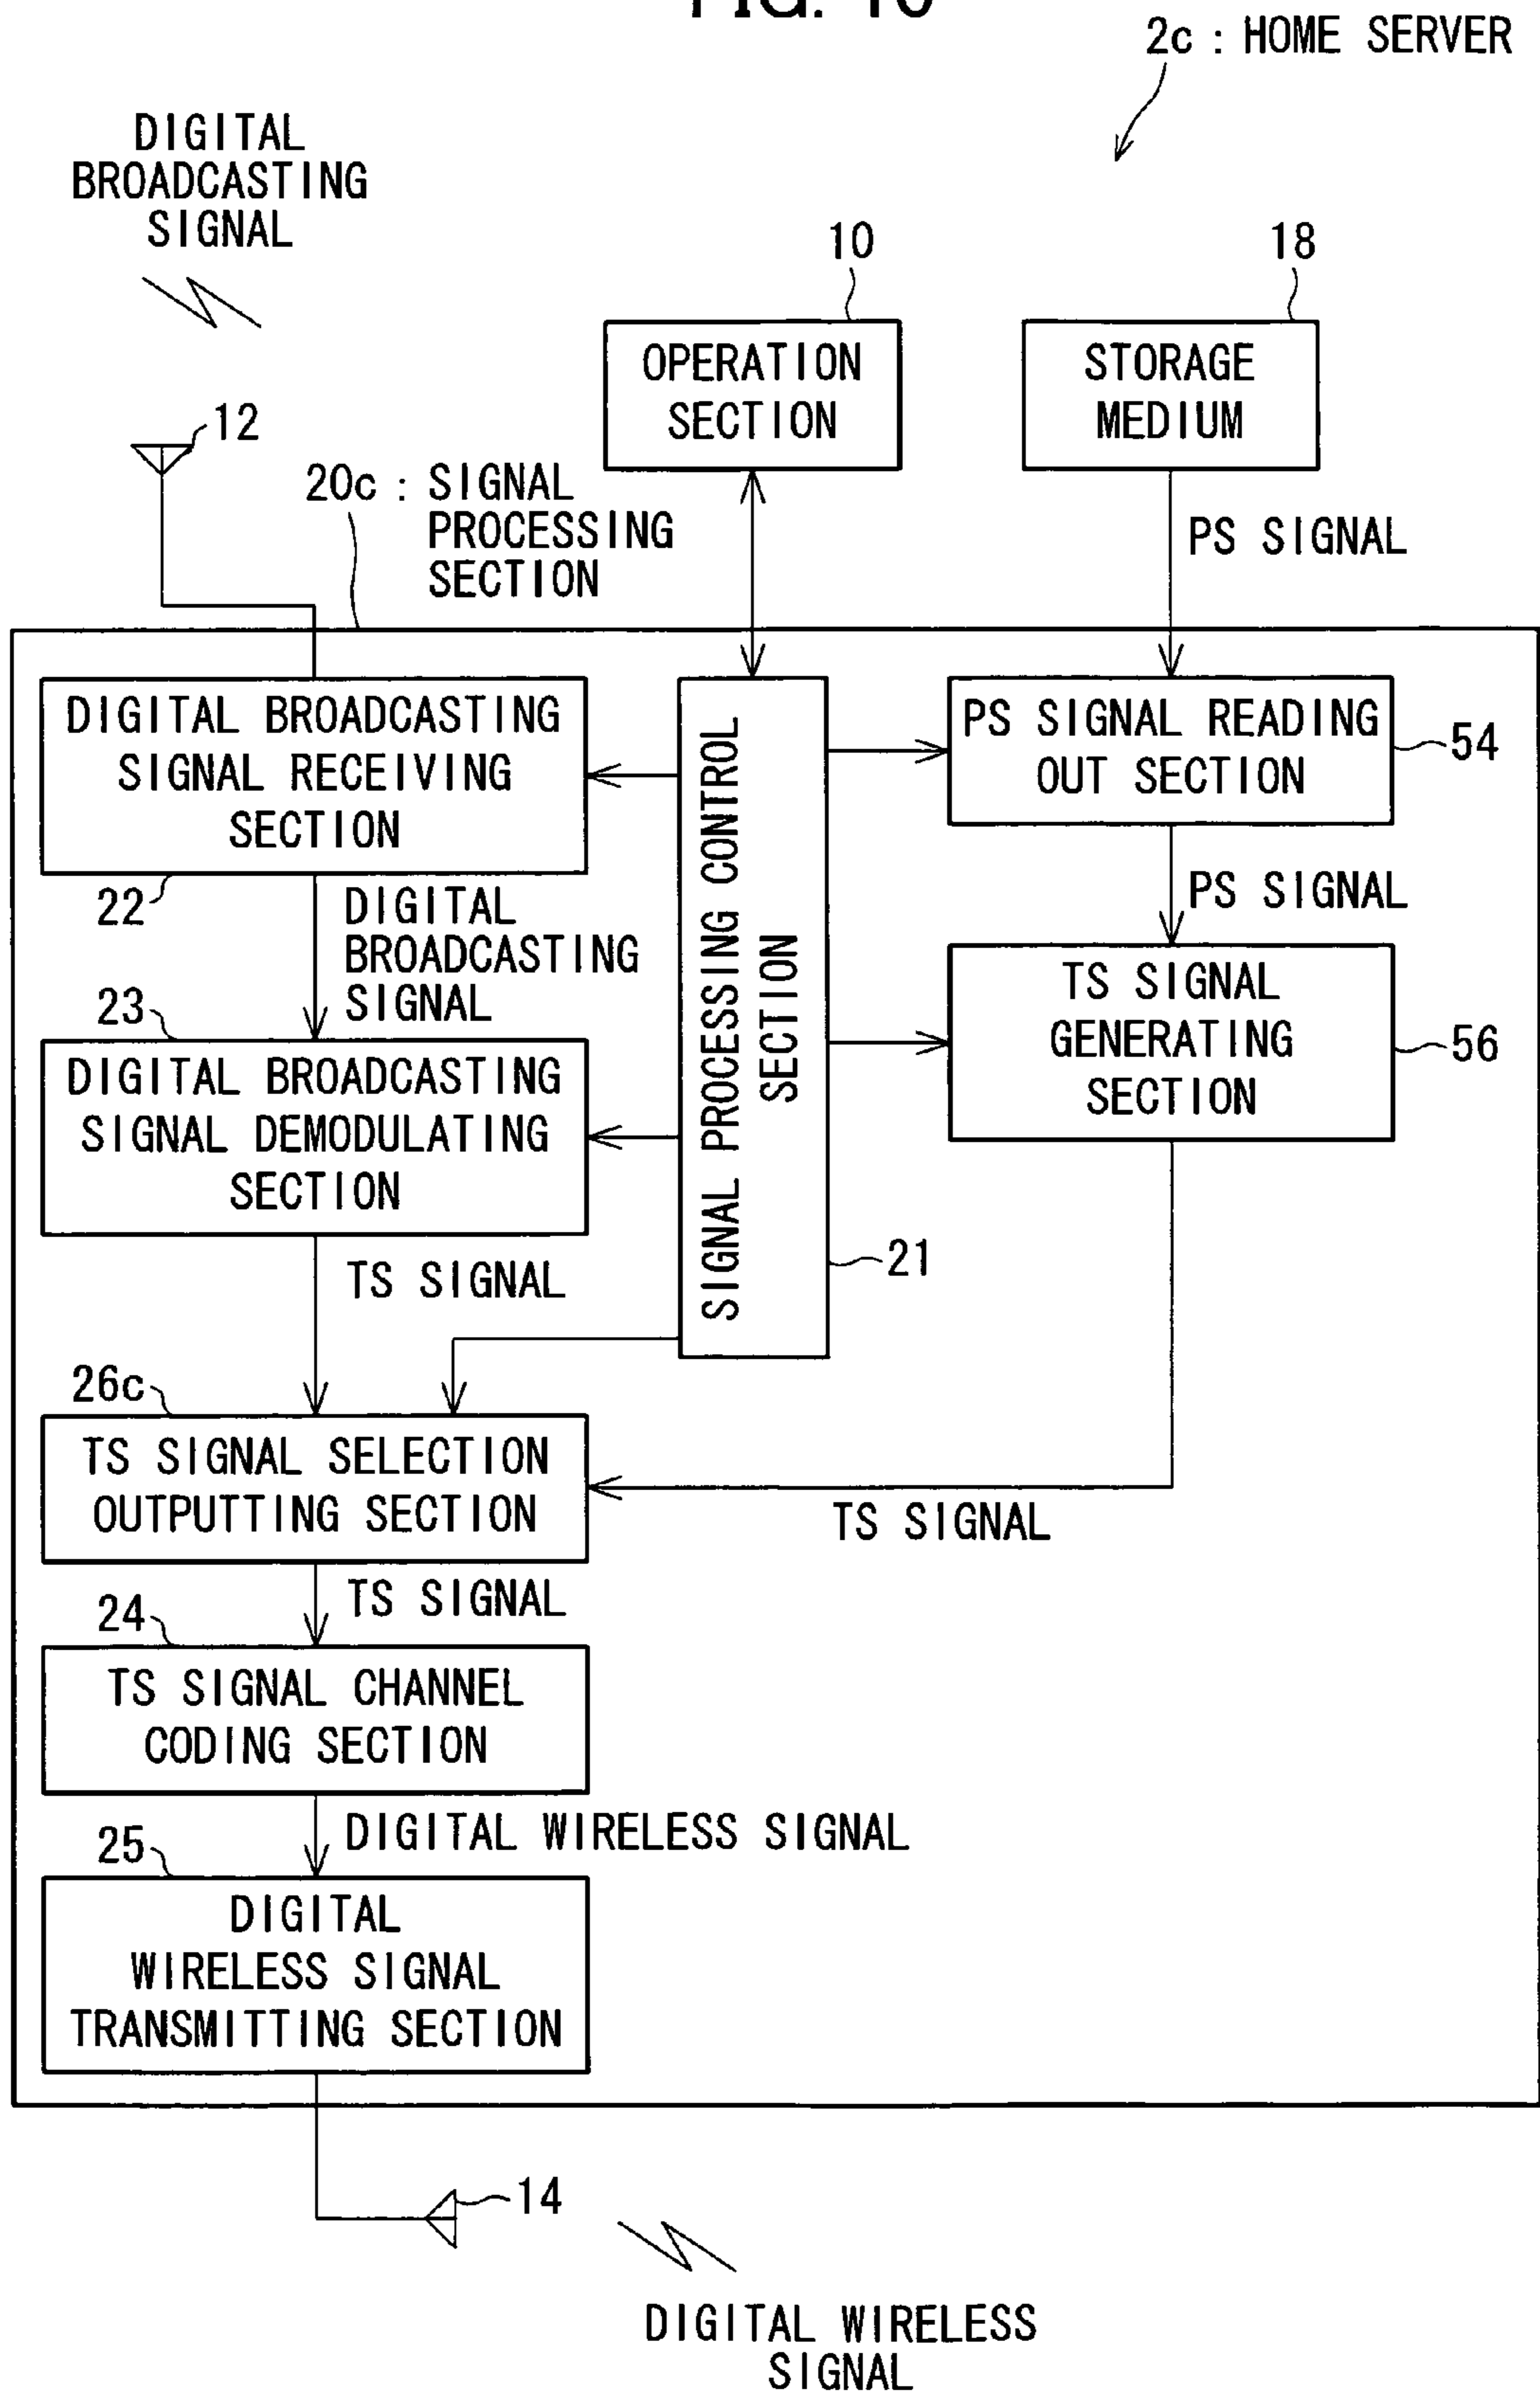 FIG. 10
2c : HOME SERVER
DIGITAL
BROADCASTING
SIGNAL
10
18
OPERATION
SECTION
STORAGE
MEDIUM
12
20c : SIGNAL
PROCESSING
SECTION
PS SIGNAL
DIGITAL BROADCASTING
SIGNAL RECEIVING
SECTION
SIGNAL PROCESSING CONTROL
SECTION
PS SIGNAL READING
OUT SECTION
54
22
DIGITAL
BROADCASTING
SIGNAL
PS SIGNAL
23
DIGITAL BROADCASTING
SIGNAL DEMODULATING
SECTION
TS SIGNAL
GENERATING
SECTION
56
21
TS SIGNAL
26c
TS SIGNAL SELECTION
OUTPUTTING SECTION
TS SIGNAL
TS SIGNAL
24
TS SIGNAL CHANNEL
CODING SECTION
DIGITAL WIRELESS SIGNAL
25
DIGITAL
WIRELESS SIGNAL
TRANSMITTING SECTION
14
DIGITAL WIRELESS
SIGNAL